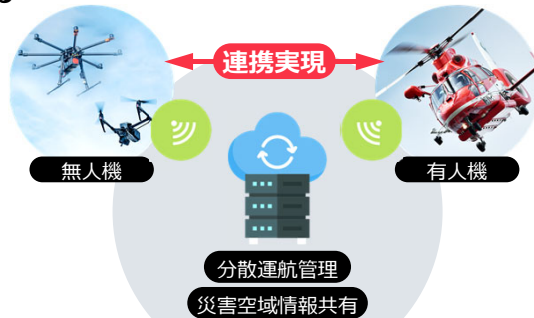 連携実現
無人機
有人機
分散運航管理
災害空域情報共有